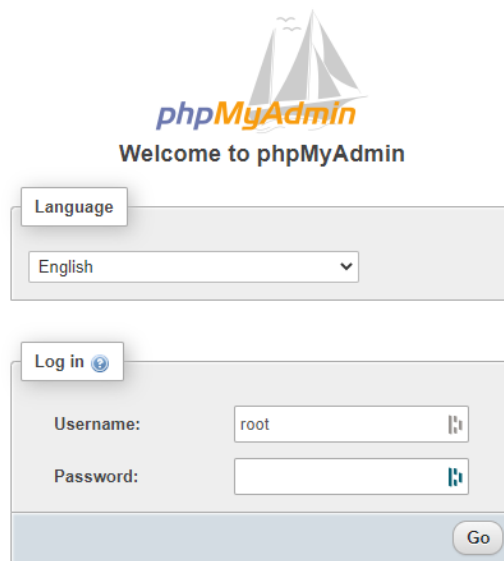 phpMyAdmin
Welcome to phpMyAdmin
Language
English
Log in
Username:
root
Password:
Go